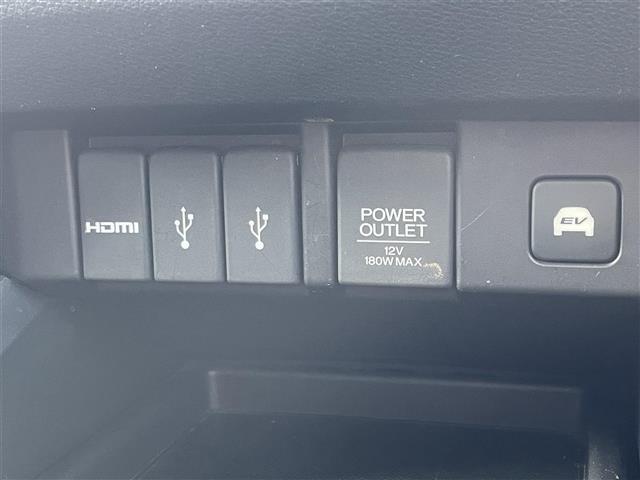 HDMI
POWER
OUTLET
12V
180W MAX
EV